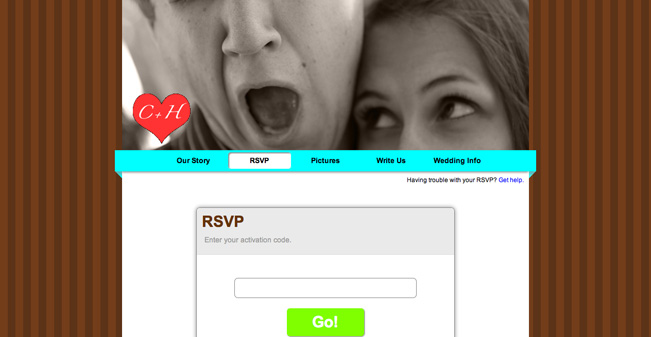 C+H
Our Story RSVP Pictures Write Us Wedding Info
Having trouble with your RSVP? Get help.
RSVP
Enter your activation code.
Go!